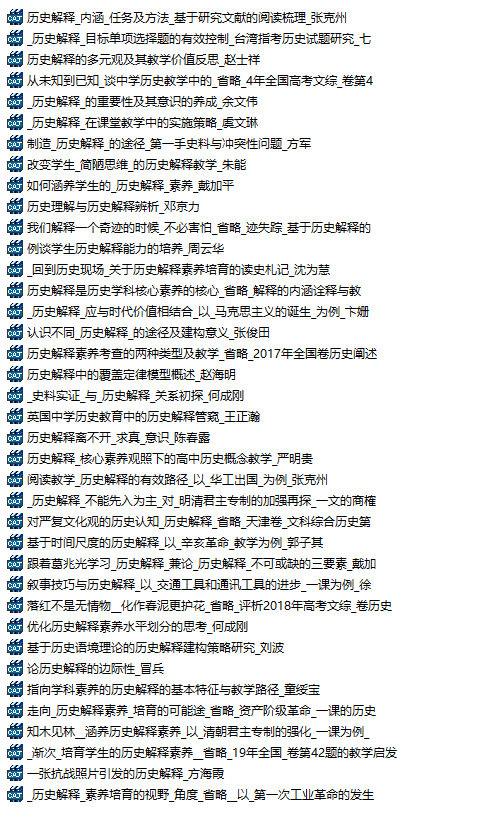 历史解释_内涵_任务及方法_基于研究文献的阅读梳理_张克州
_历史解释_目标单项选择题的有效控制_台湾指考历史试题研究_七
历史解释的多元观及其教学价值反思_赵士祥
从未知到已知_谈中学历史教学中的_省略_4年全国高考文综_卷第4
_历史解释_的重要性及其意识的养成_余文伟
_历史解释_在课堂教学中的实施策略_虞文琳
制造_历史解释_的途径_第一手史料与冲突性问题_方军
改变学生_简陋思维_的历史解释教学_朱能
如何涵养学生的_历史解释_素养_戴加平
历史理解与历史解释辨析_邓京力
我们解释一个奇迹的时候_不必害怕_省略_迹失踪_基于历史解释的
例谈学生历史解释能力的培养_周云华
_回到历史现场_关于历史解释素养培育的读史札记_沈为慧
历史解释是历史学科核心素养的核心_省略_解释的内涵诠释与教
_历史解释_应与时代价值相结合_以_马克思主义的诞生_为例_卞姗
认识不同_历史解释_的途径及建构意义_张俊田
历史解释素养考查的两种类型及教学_省略_2017年全国卷历史阐述
历史解释中的覆盖定律模型概述_赵海明
_史料实证_与_历史解释_关系初探_何成刚
英国中学历史教育中的历史解释管窥_王正瀚
历史解释离不开_求真_意识_陈春露
历史解释_核心素养观照下的高中历史概念教学_严明贵
阅读教学_历史解释的有效路径_以_华工出国_为例_张克州
_历史解释_不能先入为主_对_明清君主专制的加强再探_一文的商榷
对严复文化观的历史认知_历史解释_省略_天津卷_文科综合历史第
基于时间尺度的历史解释_以_辛亥革命_教学为例_郭子其
跟着葛兆光学习_历史解释_兼论_历史解释_不可或缺的三要素_戴加
叙事技巧与历史解释_以_交通工具和通讯工具的进步_一课为例_徐
落红不是无情物__化作春泥更护花_省略_评析2018年高考文综_卷历史
优化历史解释素养水平划分的思考_何成刚
基于历史语境理论的历史解释建构策略研究_刘波
论历史解释的边际性_冒兵
指向学科素养的历史解释的基本特征与教学路径_童绥宝
走向_历史解释素养_培育的可能途_省略_资产阶级革命_一课的历史
知木见林__涵养历史解释素养_以_清朝君主专制的强化_一课为例_
_渐次_培育学生的历史解释素养__省略_19年全国_卷第42题的教学启发
一张抗战照片引发的历史解释_方海霞
_历史解释_素养培育的视野_角度_省略__以_第一次工业革命的发生